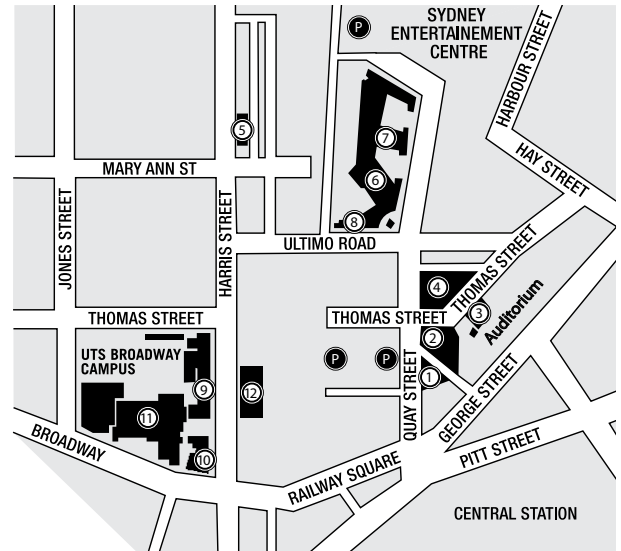 SYDNEY
ENTERTAINEMENT
CENTRE
P
HARBOUR STREET
5
7
HAY STREET
MARY ANN ST
6
JONES STREET
HARRIS STREET
8
ULTIMO ROAD
THOMAS STREET
4
THOMAS STREET
THOMAS STREET
3
Auditorium
2
UTS BROADWAY
CAMPUS
P
P
QUAY STREET
1
GEORGE STREET
9
12
11
BROADWAY
10
RAILWAY SQUARE
PITT STREET
CENTRAL STATION